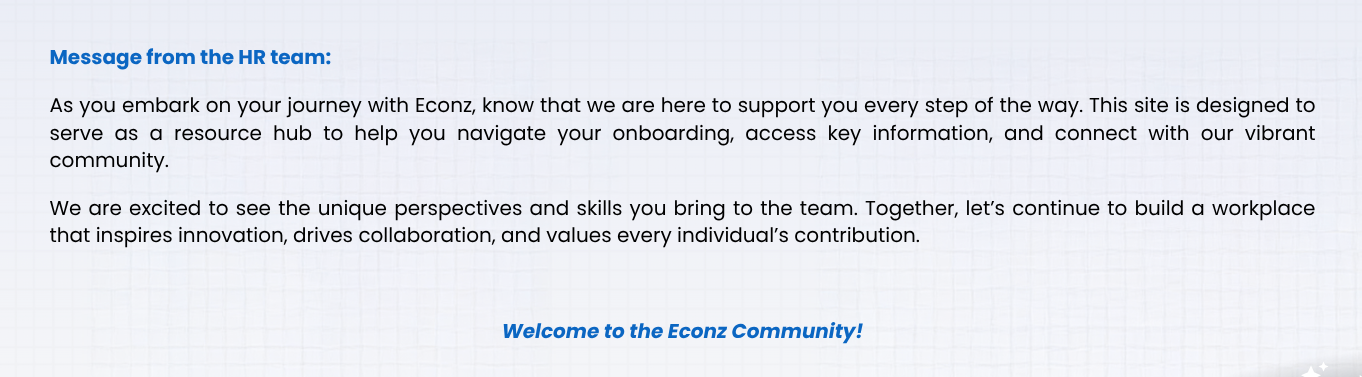 Message from the HR team:
As you embark on your journey with Econz, know that we are here to support you every step of the way. This site is designed to
serve as a resource hub to help you navigate your onboarding, access key information, and connect with our vibrant
community.
We are excited to see the unique perspectives and skills you bring to the team. Together, let’s continue to build a workplace
that inspires innovation, drives collaboration, and values every individual’s contribution.
Welcome to the Econz Community!